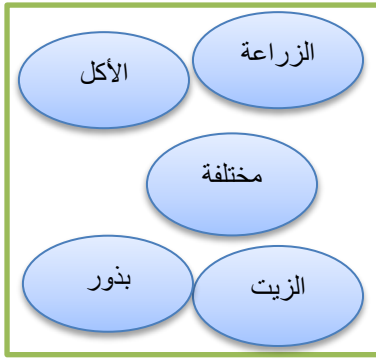 الزراعة
الأكل
مختلفة
الزيت
بذور